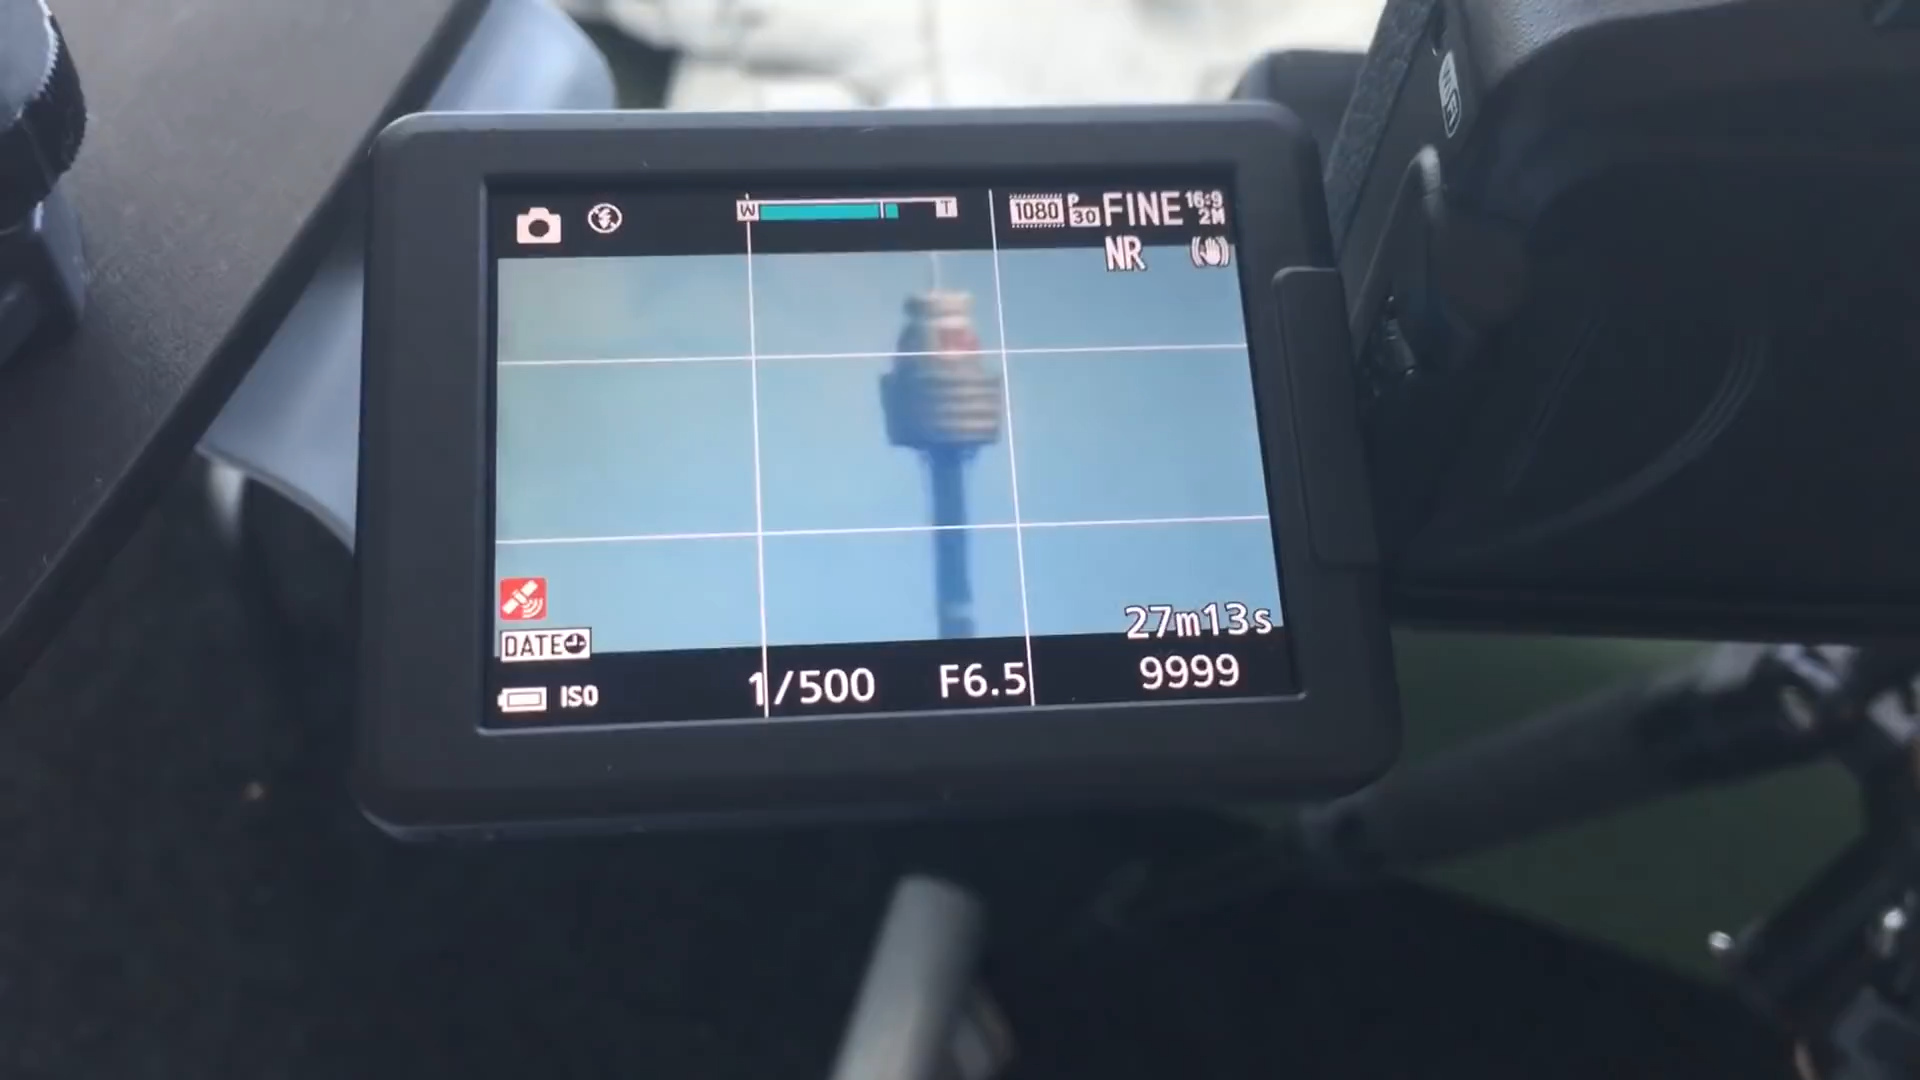 W T 1080 P 30 FINE 16:9 2M
NR
27m13s
DATE
ISO 1/500 F6.5 9999